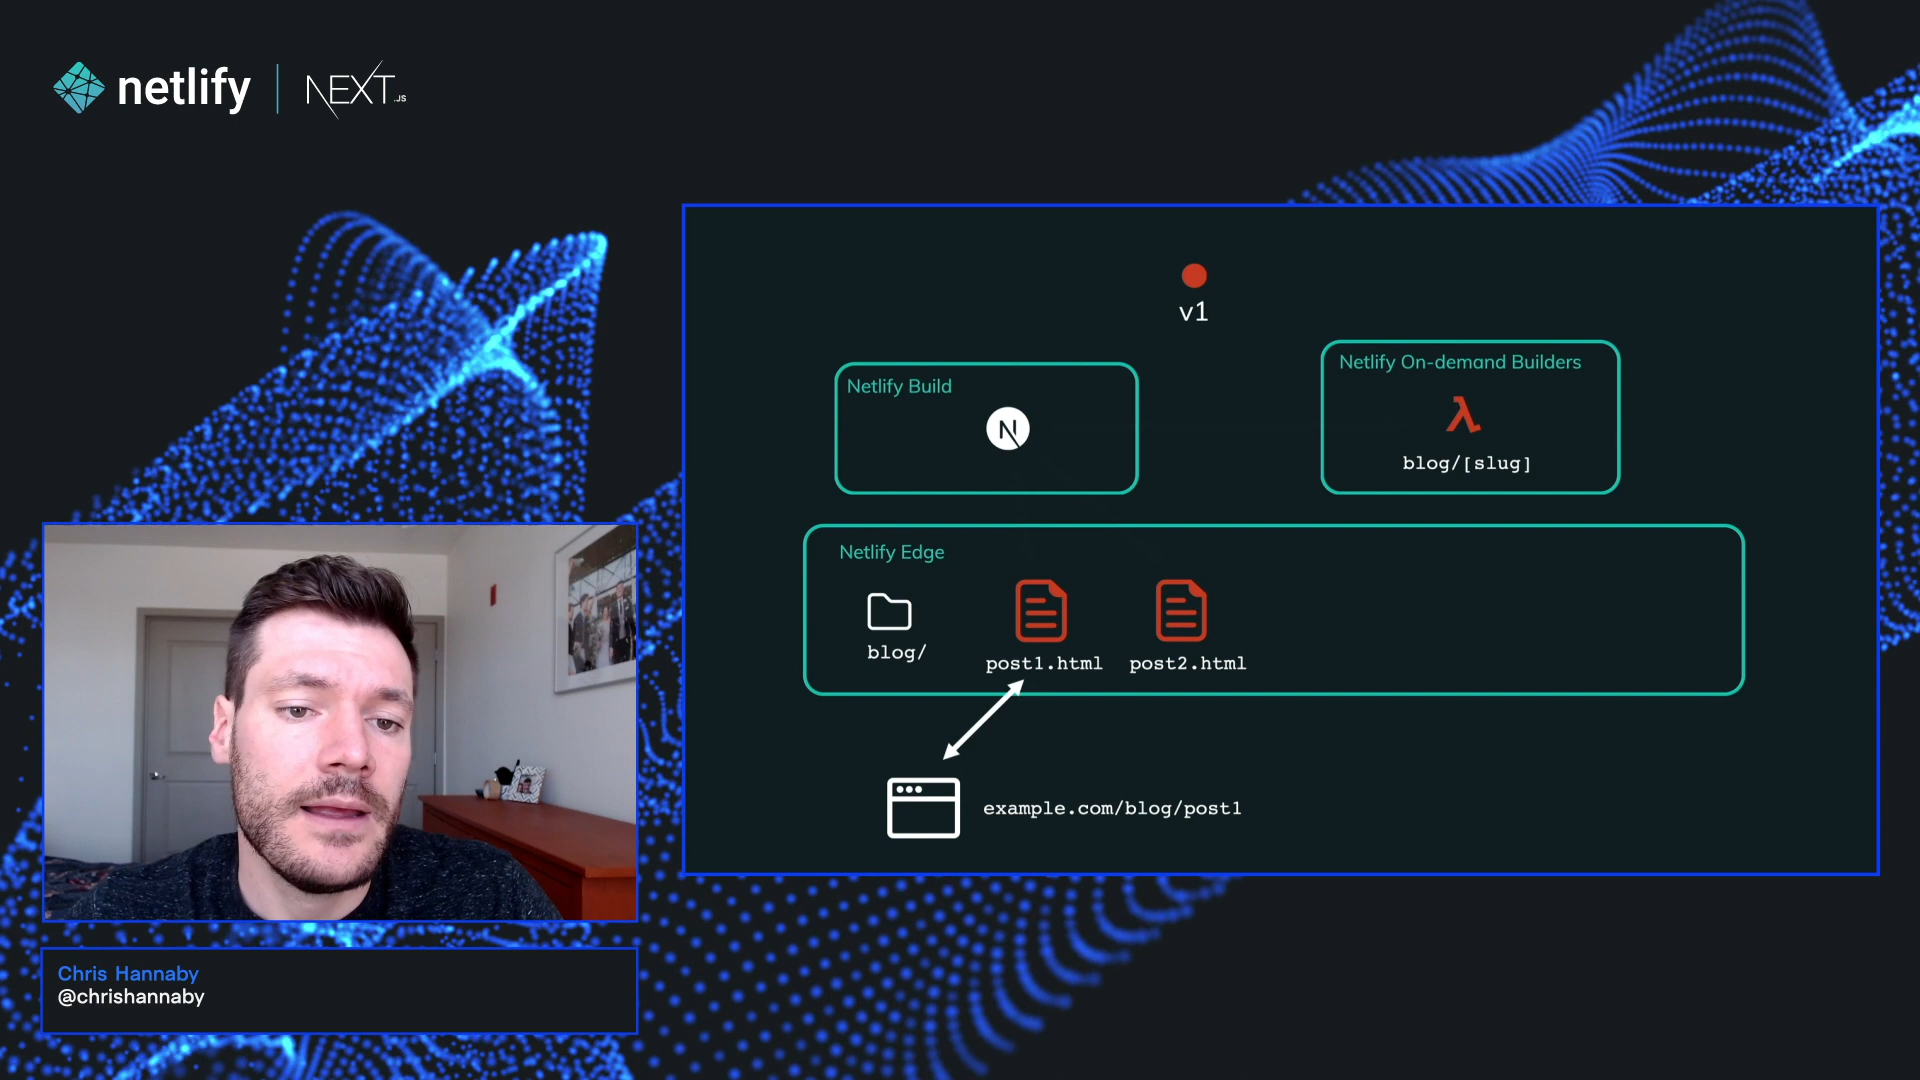 netlify
NEXT.JS
v1
Netlify Build
N
Netlify On-demand Builders
λ
blog/[slug]
Netlify Edge
blog/
post1.html
post2.html
example.com/blog/post1
Chris Hannaby
@chrishannaby